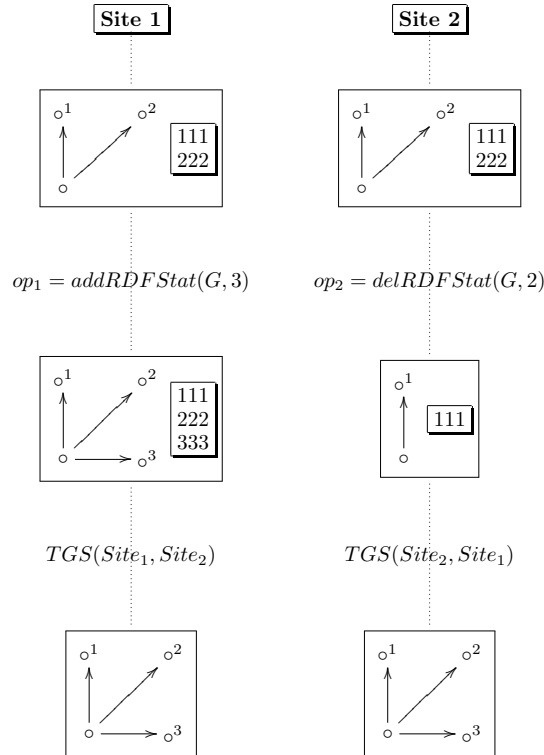 Site 1
Site 2
1 2
111
222
1 2
111
222
op1 = addRDFStat(G, 3)
op2 = delRDFStat(G, 2)
1 2
3
111
222
333
1
111
TGS(Site1, Site2)
TGS(Site2, Site1)
1 2
3
1 2
3